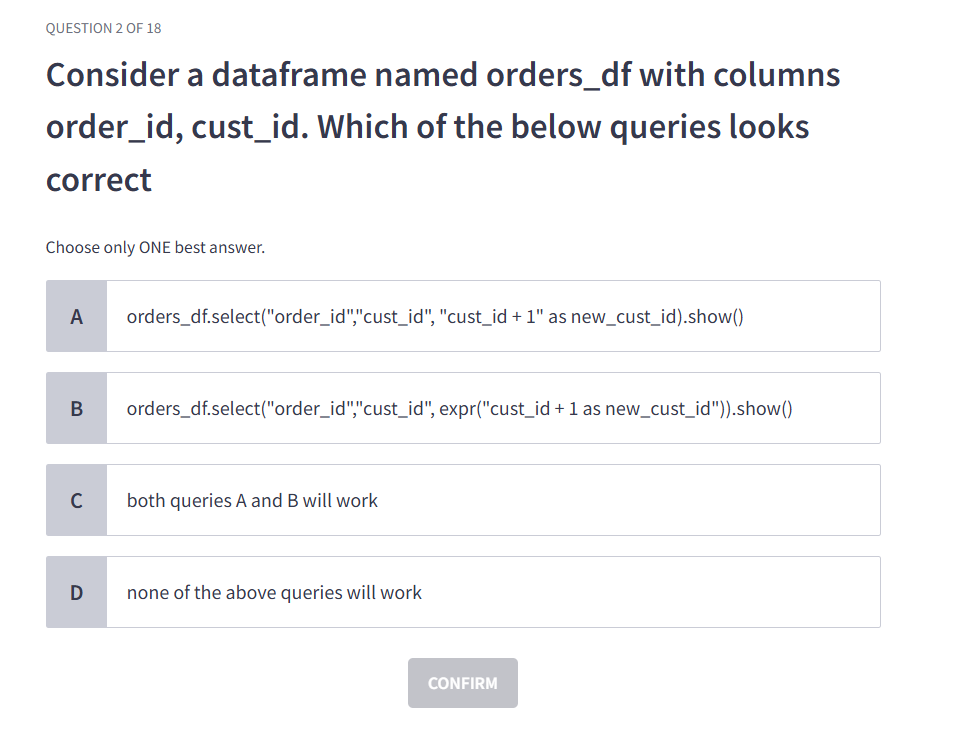 QUESTION 2 OF 18
Consider a dataframe named orders_df with columns
order_id, cust_id. Which of the below queries looks
correct
Choose only ONE best answer.
A
orders_df.select("order_id","cust_id", "cust_id + 1" as new_cust_id).show()
B
orders_df.select("order_id","cust_id", expr("cust_id + 1 as new_cust_id")).show()
C
both queries A and B will work
D
none of the above queries will work
CONFIRM